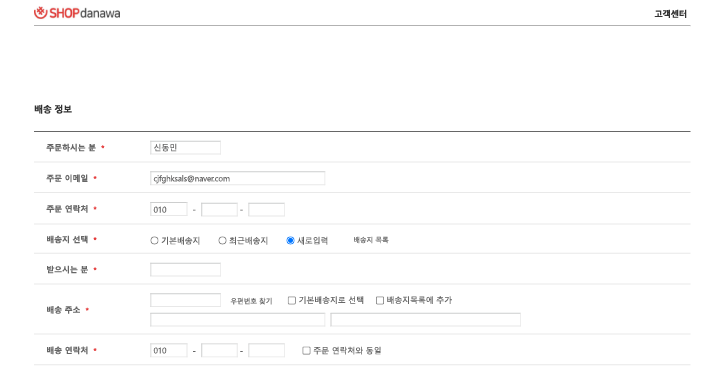 SHOPdanawa 고객센터
배송 정보
주문하시는 분 * 신동민
주문 이메일 * cjfghksals@naver.com
주문 연락처 * 010 - -
배송지 선택 * 기본배송지 최근배송지 새로입력 배송지 목록
받으시는 분 *
배송 주소 * 우편번호 찾기 기본배송지로 선택 배송지목록에 추가
배송 연락처 * 010 - - 주문 연락처와 동일